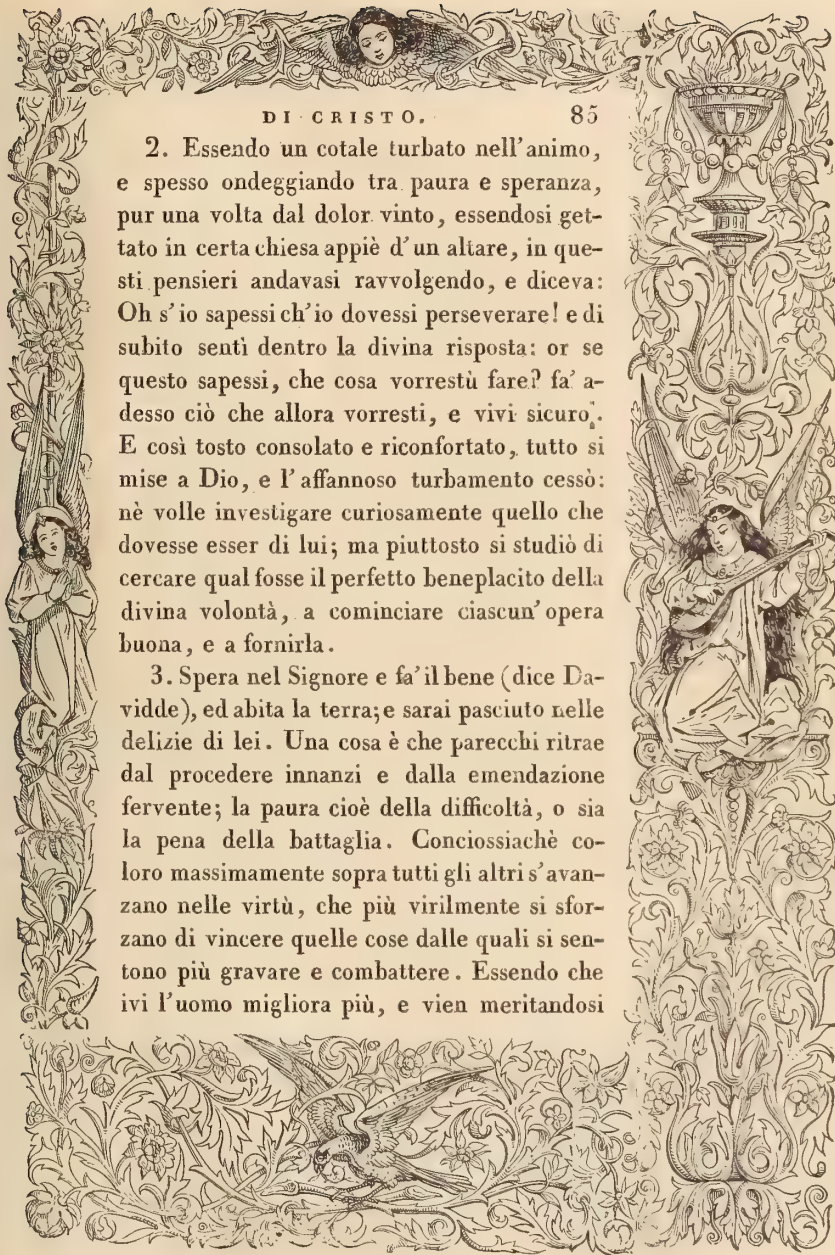 DI CRISTO. 85
2. Essendo un cotale turbato nell'animo,
e spesso ondeggiando tra paura e speranza,
pur una volta dal dolor vinto, essendosi get-
tato in certa chiesa appiè d'un altare, in que-
sti pensieri andavasi ravvolgendo, e diceva:
Oh s'io sapessi ch'io dovessi perseverare! e di
subito sentì dentro la divina risposta: or se
questo sapessi, che cosa vorrestù fare? fa' a-
desso ciò che allora vorresti, e vivi sicuro.
E così tosto consolato e riconfortato, tutto si
mise a Dio, e l'affannoso turbamento cessò:
nè volle investigare curiosamente quello che
dovesse esser di lui; ma piuttosto si studiò di
cercare qual fosse il perfetto beneplacito della
divina volontà, a cominciare ciascun'opera
buona, e a fornirla.
3. Spera nel Signore e fa' il bene (dice Da-
vidde), ed abita la terra; e sarai pasciuto nelle
delizie di lei. Una cosa è che parecchi ritrae
dal procedere innanzi e dalla emendazione
fervente; la paura cioè della difficoltà, o sia
la pena della battaglia. Conciossiachè co-
loro massimamente sopra tutti gli altri s'avan-
zano nelle virtù, che più virilmente si sfor-
zano di vincere quelle cose dalle quali si sen-
tono più gravare e combattere. Essendo che
ivi l'uomo migliora più, e vien meritandosi